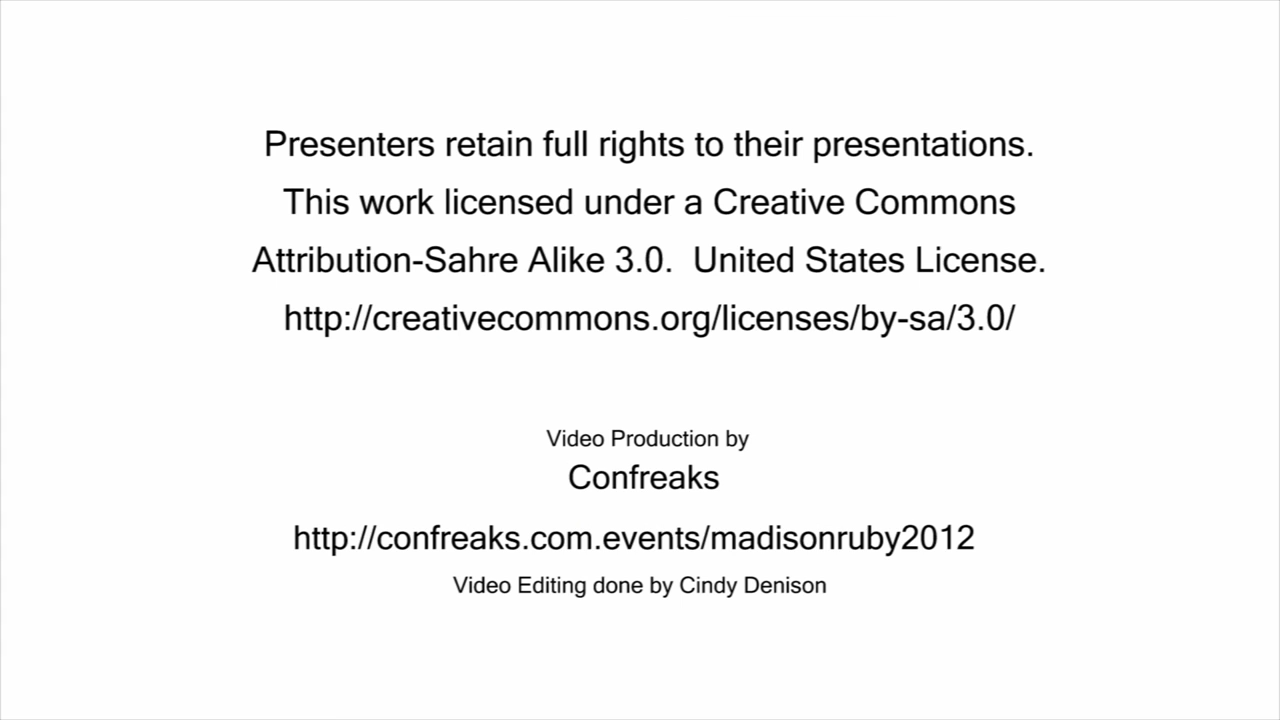 Presenters retain full rights to their presentations.
This work licensed under a Creative Commons
Attribution-Sahre Alike 3.0.  United States License.
http://creativecommons.org/licenses/by-sa/3.0/
Video Production by
Confreaks
http://confreaks.com.events/madisonruby2012
Video Editing done by Cindy Denison